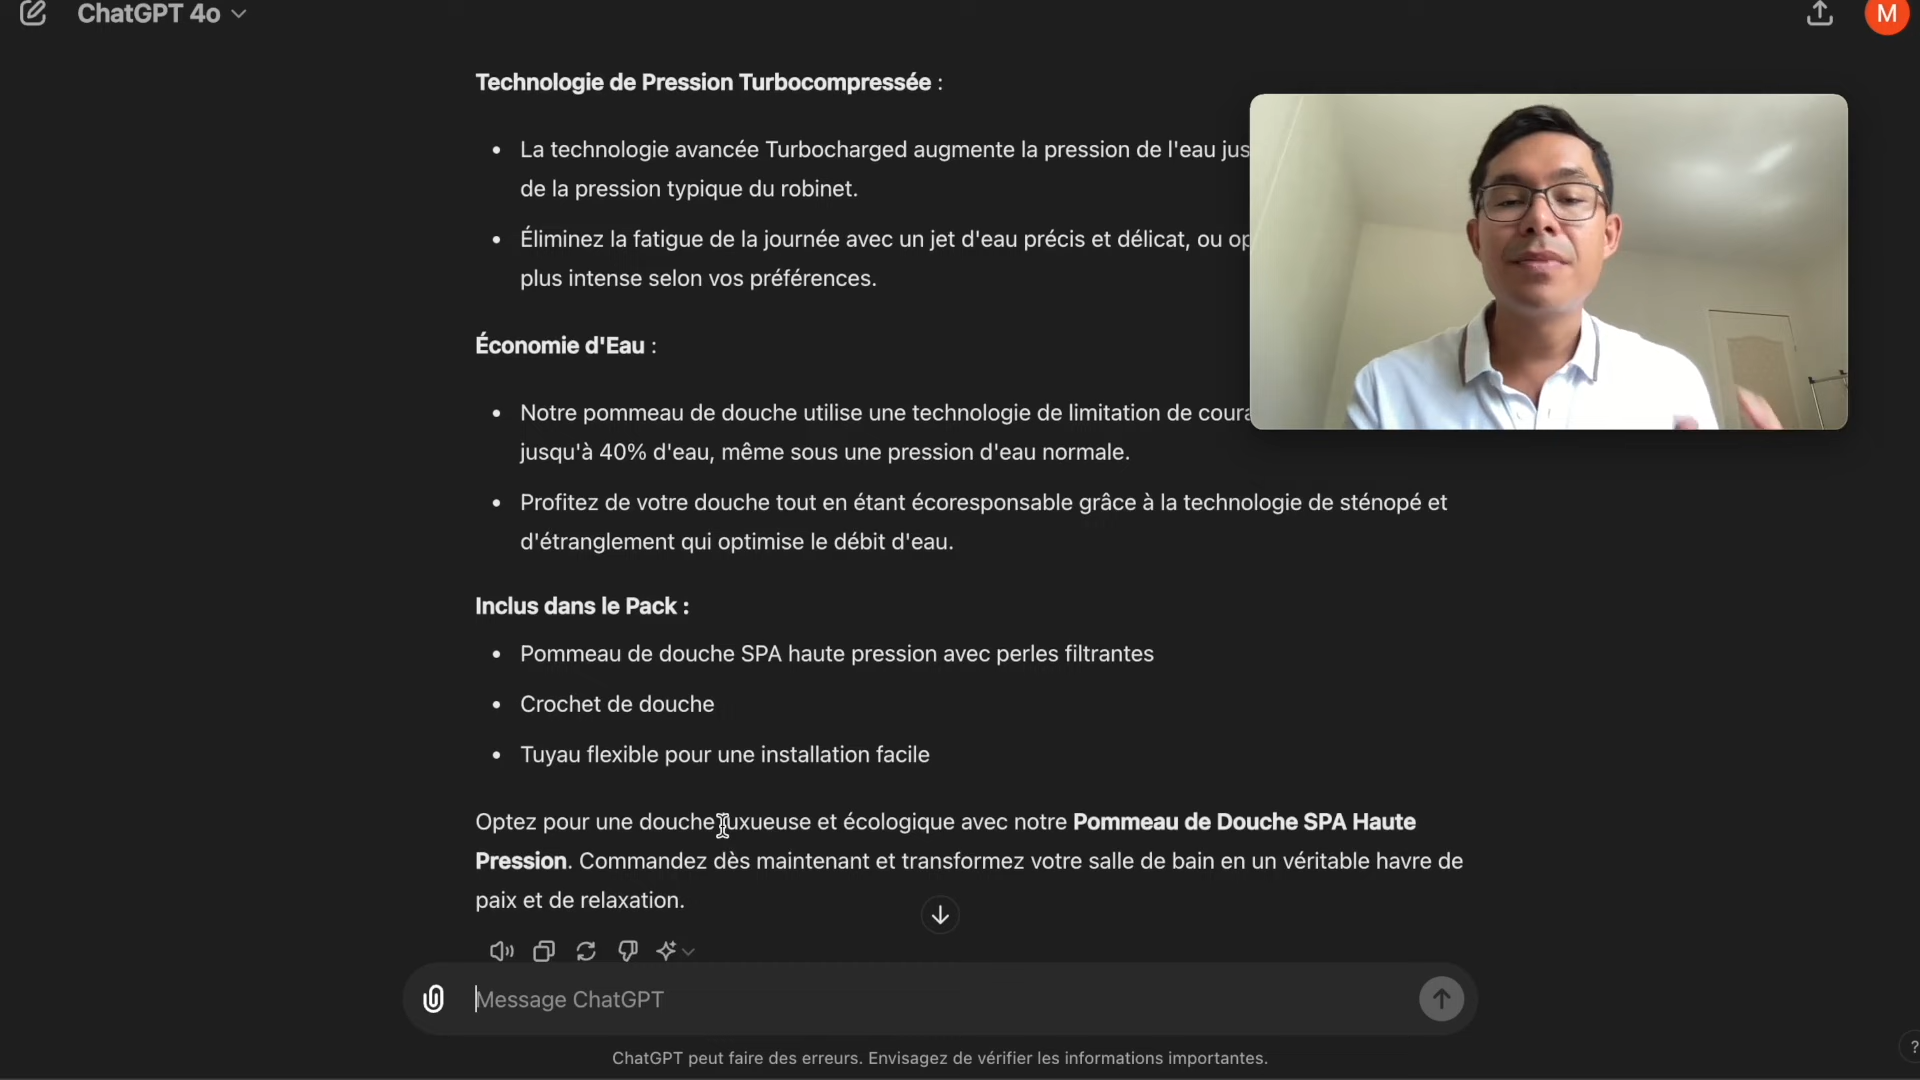 ChatGPT 4o
M
Technologie de Pression Turbocompressée :
• La technologie avancée Turbocharged augmente la pression de l'eau jus
de la pression typique du robinet.
• Éliminez la fatigue de la journée avec un jet d'eau précis et délicat, ou op
plus intense selon vos préférences.
Économie d'Eau :
• Notre pommeau de douche utilise une technologie de limitation de coura
jusqu'à 40% d'eau, même sous une pression d'eau normale.
• Profitez de votre douche tout en étant écoresponsable grâce à la technologie de sténopé et
d'étranglement qui optimise le débit d'eau.
Inclus dans le Pack :
• Pommeau de douche SPA haute pression avec perles filtrantes
• Crochet de douche
• Tuyau flexible pour une installation facile
Optez pour une douche luxueuse et écologique avec notre Pommeau de Douche SPA Haute
Pression. Commandez dès maintenant et transformez votre salle de bain en un véritable havre de
paix et de relaxation.
Message ChatGPT
ChatGPT peut faire des erreurs. Envisagez de vérifier les informations importantes.
?